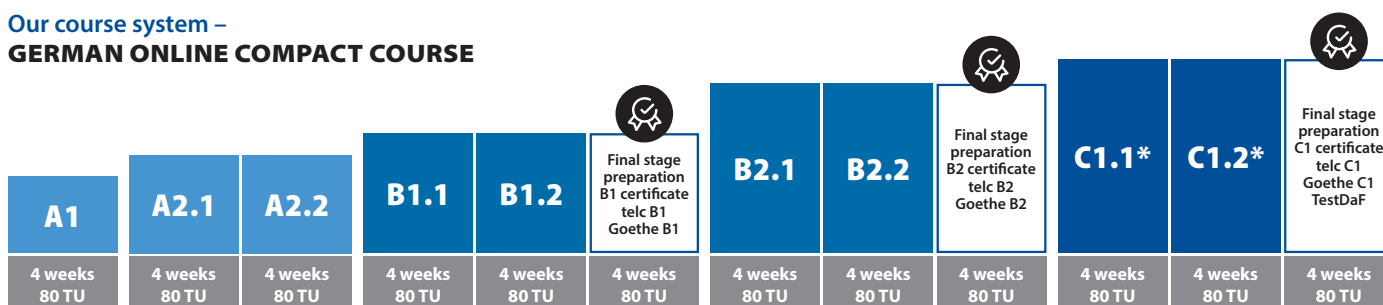 Our course system –
GERMAN ONLINE COMPACT COURSE
A1
4 weeks
80 TU
A2.1
4 weeks
80 TU
A2.2
4 weeks
80 TU
B1.1
4 weeks
80 TU
B1.2
4 weeks
80 TU
Final stage
preparation
B1 certificate
telc B1
Goethe B1
4 weeks
80 TU
B2.1
4 weeks
80 TU
B2.2
4 weeks
80 TU
Final stage
preparation
B2 certificate
telc B2
Goethe B2
4 weeks
80 TU
C1.1*
4 weeks
80 TU
C1.2*
4 weeks
80 TU
Final stage
preparation
C1 certificate
telc C1
Goethe C1
TestDaF
4 weeks
80 TU